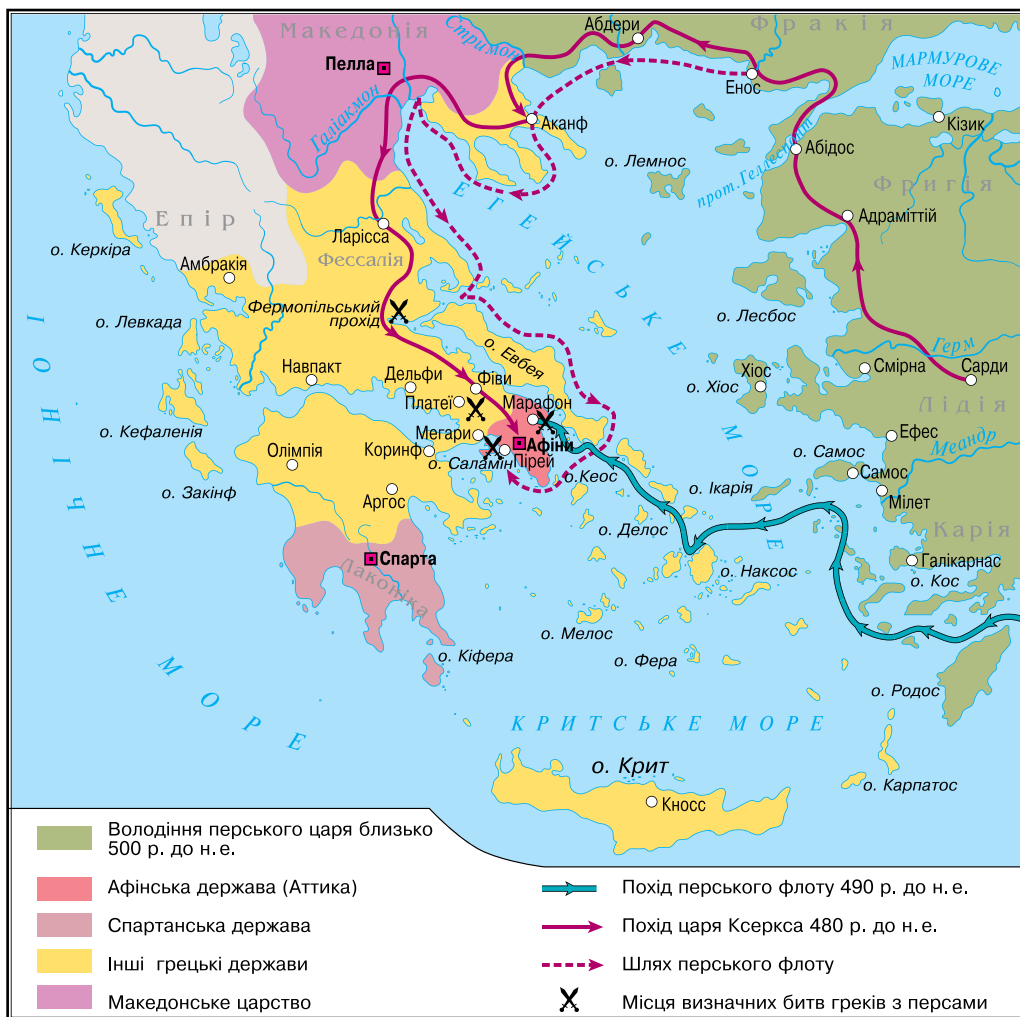 Македонія
Фракія
Абдери
Стримон
Пелла
МАРМУРОВЕ
МОРЕ
Енос
Галіакмон
Аканф
Кізик
Абідос
о. Лемнос
прот. Геллеспонт
Фригія
Епір
Адраміттій
Ларісса
Фессалія
о. Керкіра
Амбракія
ЕГЕЙСЬКЕ МОРЕ
Фермопільський
прохід
о. Левкада
о. Лесбос
о. Евбея
Герм
Навпакт
Дельфи
Фіви
Хіос
о. Хіос
Смірна
Сарди
Платеї
Марафон
Лідія
о. Кефаленія
Мегари
Афіни
Ефес
Меандр
Олімпія
Коринф
о. Саламін
Пірей
о. Самос
Самос
о.Кеос
о. Закінф
Аргос
о. Ікарія
Мілет
о. Делос
Карія
Спарта
Лаконіка
Галікарнас
о. Наксос
о. Кос
ІОНІЧНЕ МОРЕ
о. Мелос
о. Кіфера
о. Фера
о. Родос
КРИТСЬКЕ МОРЕ
о. Крит
о. Карпатос
Кносс
Володіння перського царя близько
500 р. до н. е.
Афінська держава (Аттика)
Спартанська держава
Інші грецькі держави
Македонське царство
Похід перського флоту 490 р. до н. е.
Похід царя Ксеркса 480 р. до н. е.
Шлях перського флоту
Місця визначних битв греків з персами